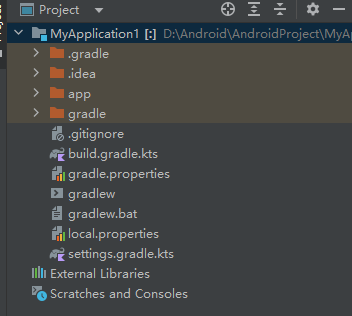 Project
MyApplication1 [:] D:\Android\AndroidProject\MyAp
.gradle
.idea
app
gradle
.gitignore
build.gradle.kts
gradle.properties
gradlew
gradlew.bat
local.properties
settings.gradle.kts
External Libraries
Scratches and Consoles